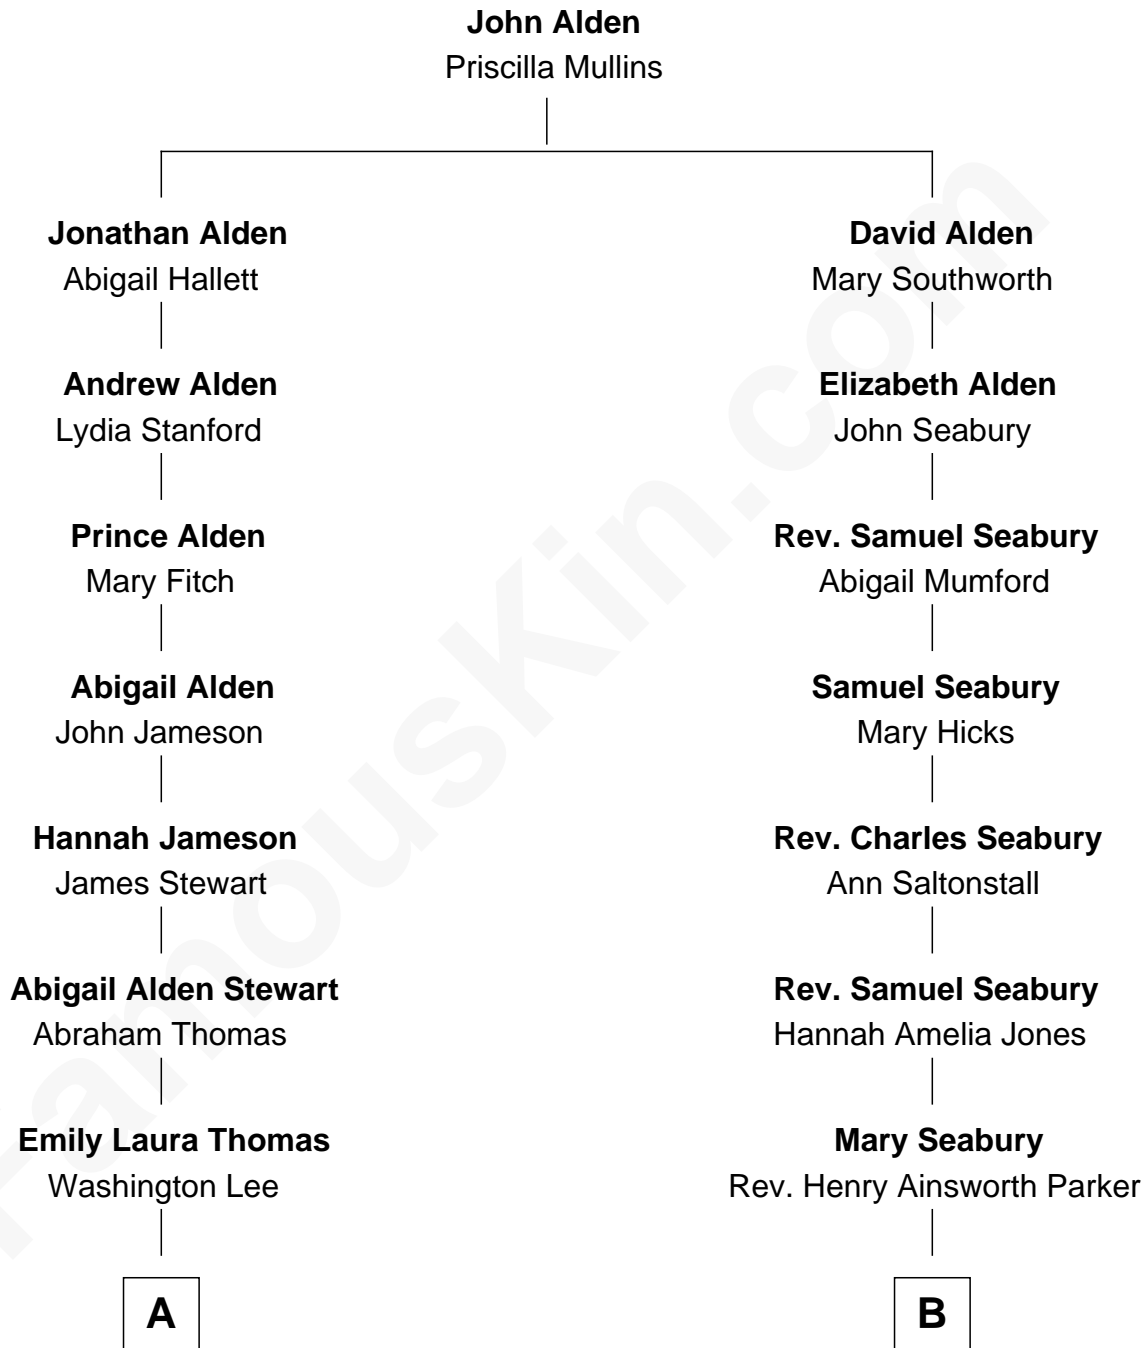 John Alden
Priscilla Mullins
Jonathan Alden
Abigail Hallett
David Alden
Mary Southworth
Andrew Alden
Lydia Stanford
Elizabeth Alden
John Seabury
Prince Alden
Mary Fitch
Rev. Samuel Seabury
Abigail Mumford
Abigail Alden
John Jameson
Samuel Seabury
Mary Hicks
Hannah Jameson
James Stewart
Rev. Charles Seabury
Ann Saltonstall
Abigail Alden Stewart
Abraham Thomas
Rev. Samuel Seabury
Hannah Amelia Jones
Emily Laura Thomas
Washington Lee
Mary Seabury
Rev. Henry Ainsworth Parker
A
B
FamousKin.com